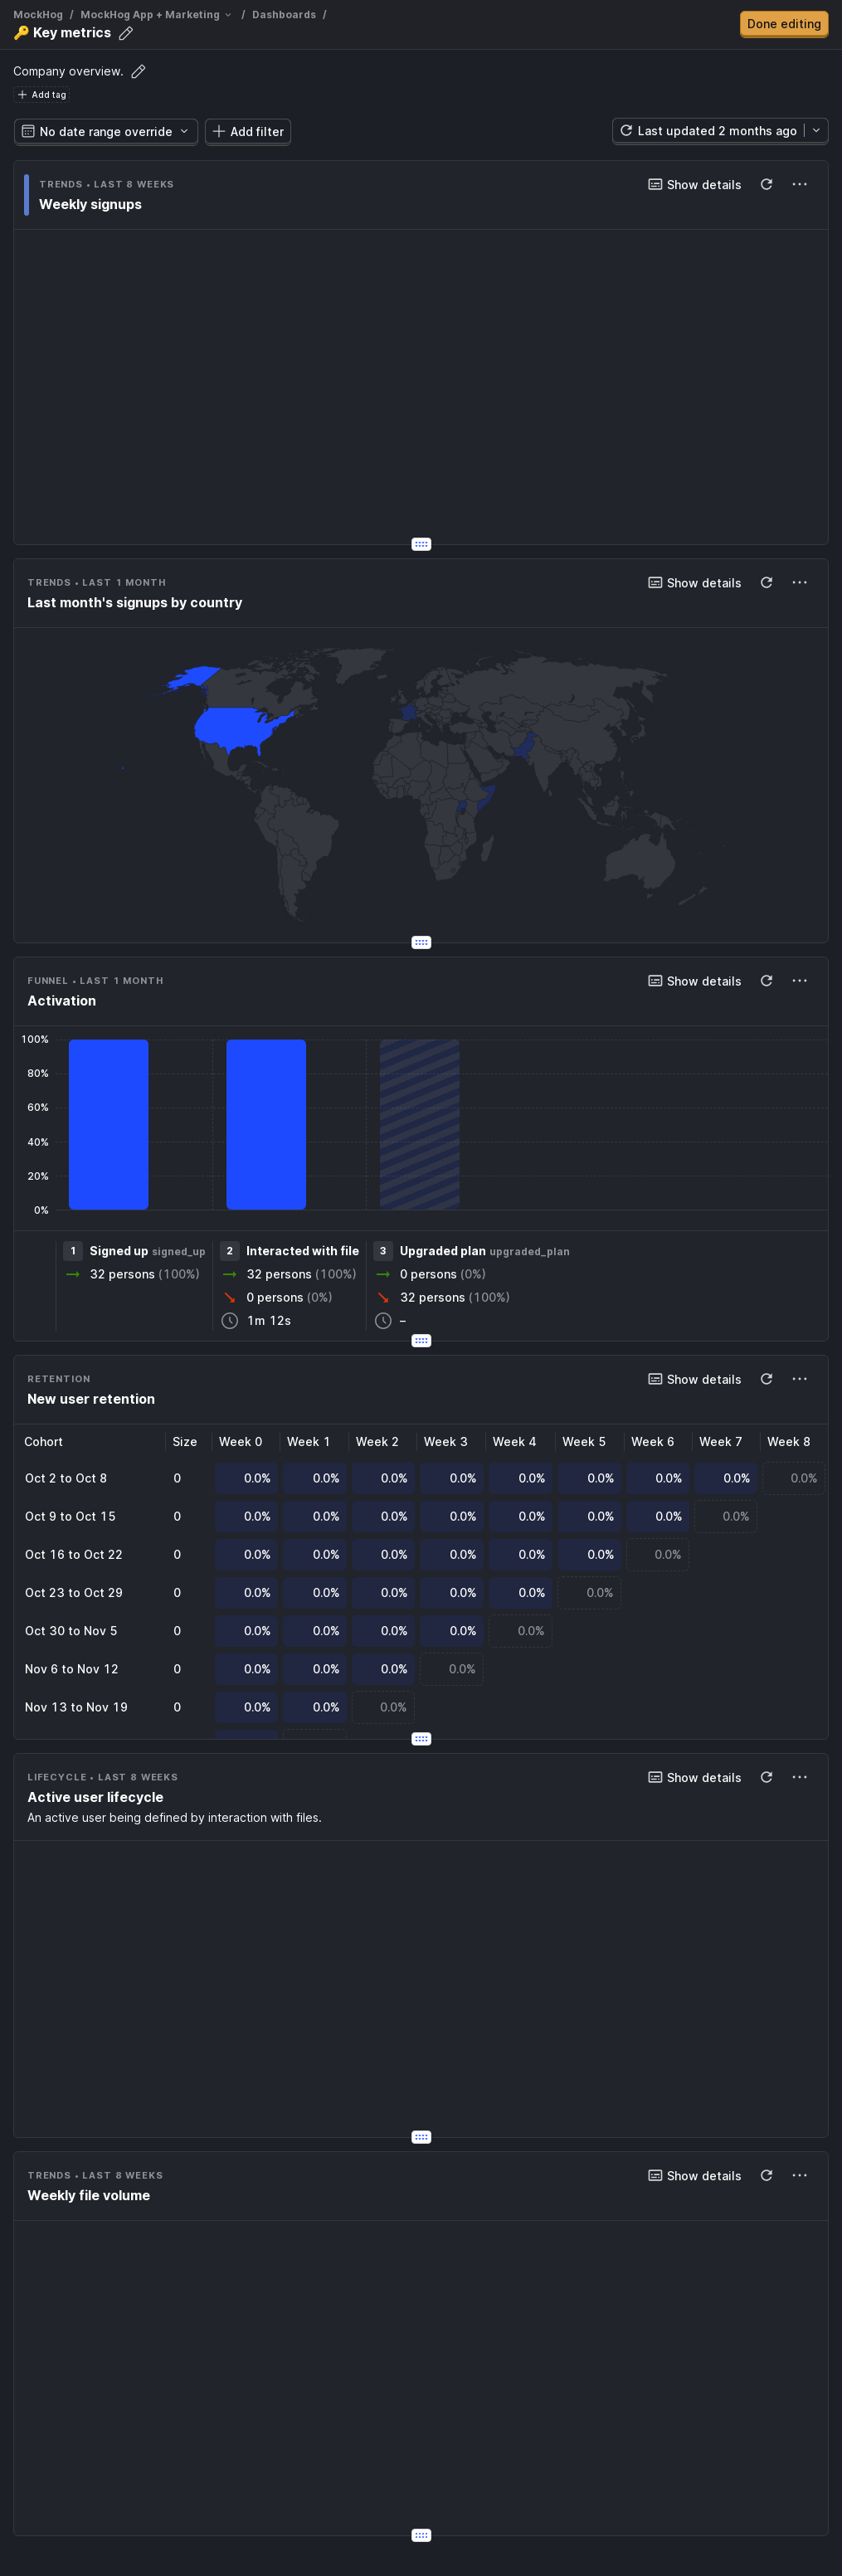 MockHog / MockHog App + Marketing / Dashboards /
🔑 Key metrics
Done editing
Company overview.
Add tag
No date range override
Add filter
Last updated 2 months ago
TRENDS • LAST 8 WEEKS
Show details
Weekly signups
TRENDS • LAST 1 MONTH
Show details
Last month's signups by country
FUNNEL • LAST 1 MONTH
Show details
Activation
100%
80%
60%
40%
20%
0%
1 Signed up signed_up
32 persons (100%)
2 Interacted with file
32 persons (100%)
0 persons (0%)
1m 12s
3 Upgraded plan upgraded_plan
0 persons (0%)
32 persons (100%)
–
RETENTION
Show details
New user retention
Cohort Size Week 0 Week 1 Week 2 Week 3 Week 4 Week 5 Week 6 Week 7 Week 8
Oct 2 to Oct 8 0 0.0% 0.0% 0.0% 0.0% 0.0% 0.0% 0.0% 0.0% 0.0%
Oct 9 to Oct 15 0 0.0% 0.0% 0.0% 0.0% 0.0% 0.0% 0.0% 0.0%
Oct 16 to Oct 22 0 0.0% 0.0% 0.0% 0.0% 0.0% 0.0% 0.0%
Oct 23 to Oct 29 0 0.0% 0.0% 0.0% 0.0% 0.0% 0.0%
Oct 30 to Nov 5 0 0.0% 0.0% 0.0% 0.0% 0.0%
Nov 6 to Nov 12 0 0.0% 0.0% 0.0% 0.0%
Nov 13 to Nov 19 0 0.0% 0.0% 0.0%
LIFECYCLE • LAST 8 WEEKS
Show details
Active user lifecycle
An active user being defined by interaction with files.
TRENDS • LAST 8 WEEKS
Show details
Weekly file volume